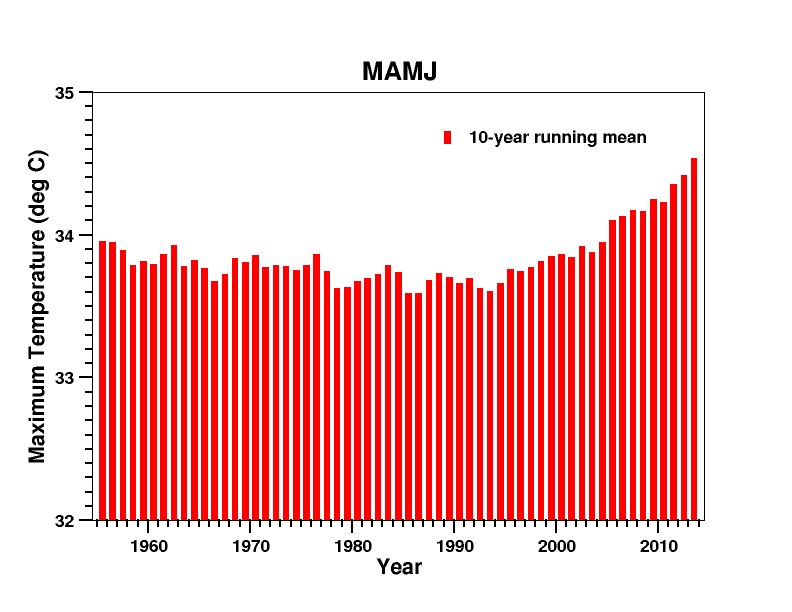 MAMJ
35
34
33
32
Maximum Temperature (deg C)
10-year running mean
1960 1970 1980 1990 2000 2010
Year